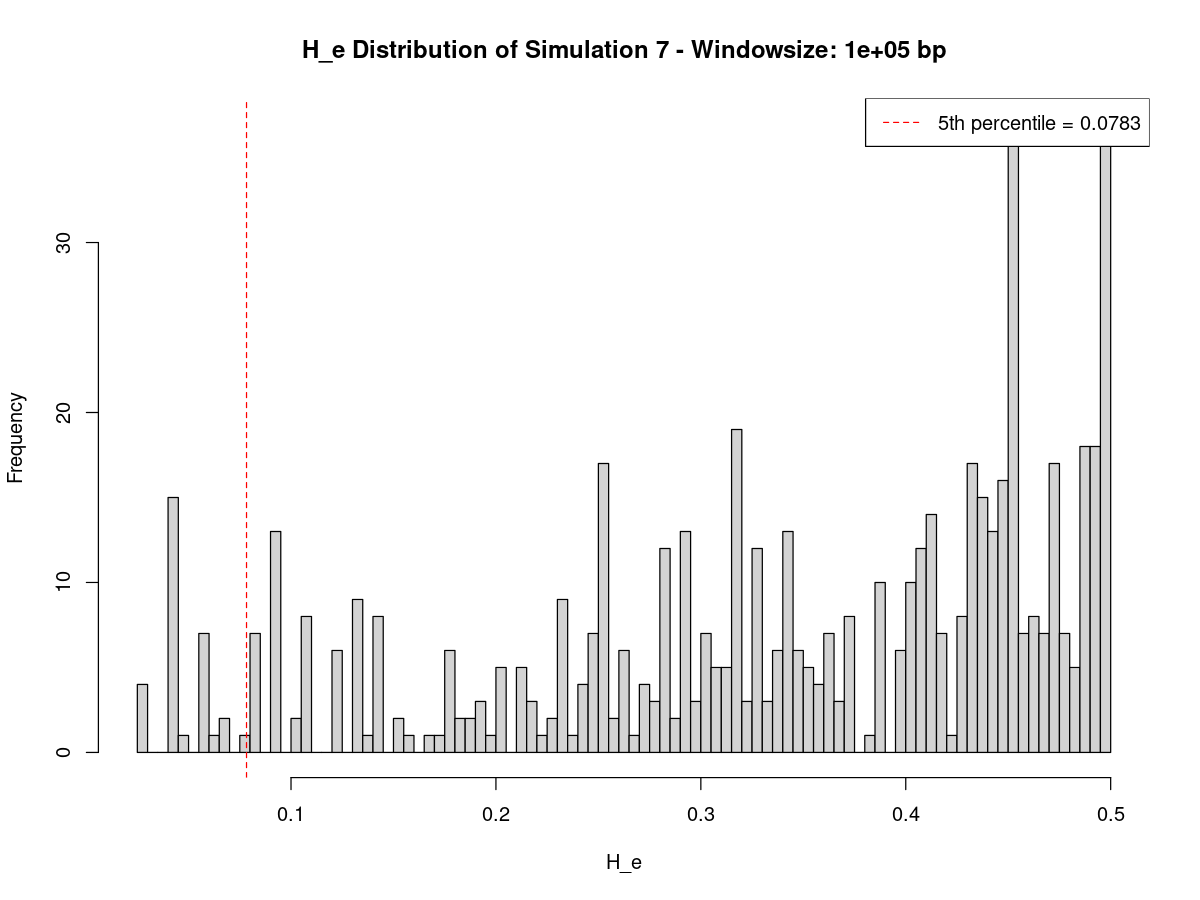 H_e Distribution of Simulation 7 - Windowsize: 1e+05 bp
5th percentile = 0.0783
30
20
10
0
Frequency
0.1 0.2 0.3 0.4 0.5
H_e